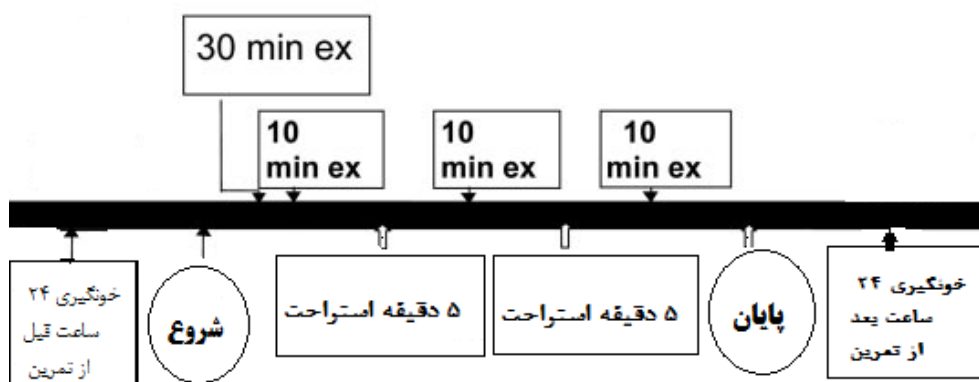 30 min ex
10
min ex
10
min ex
10
min ex
خونگیری ۲۴
ساعت قبل
از تمرین
شروع
۵ دقیقه استراحت
۵ دقیقه استراحت
پایان
خونگیری ۲۴
ساعت بعد
از تمرین